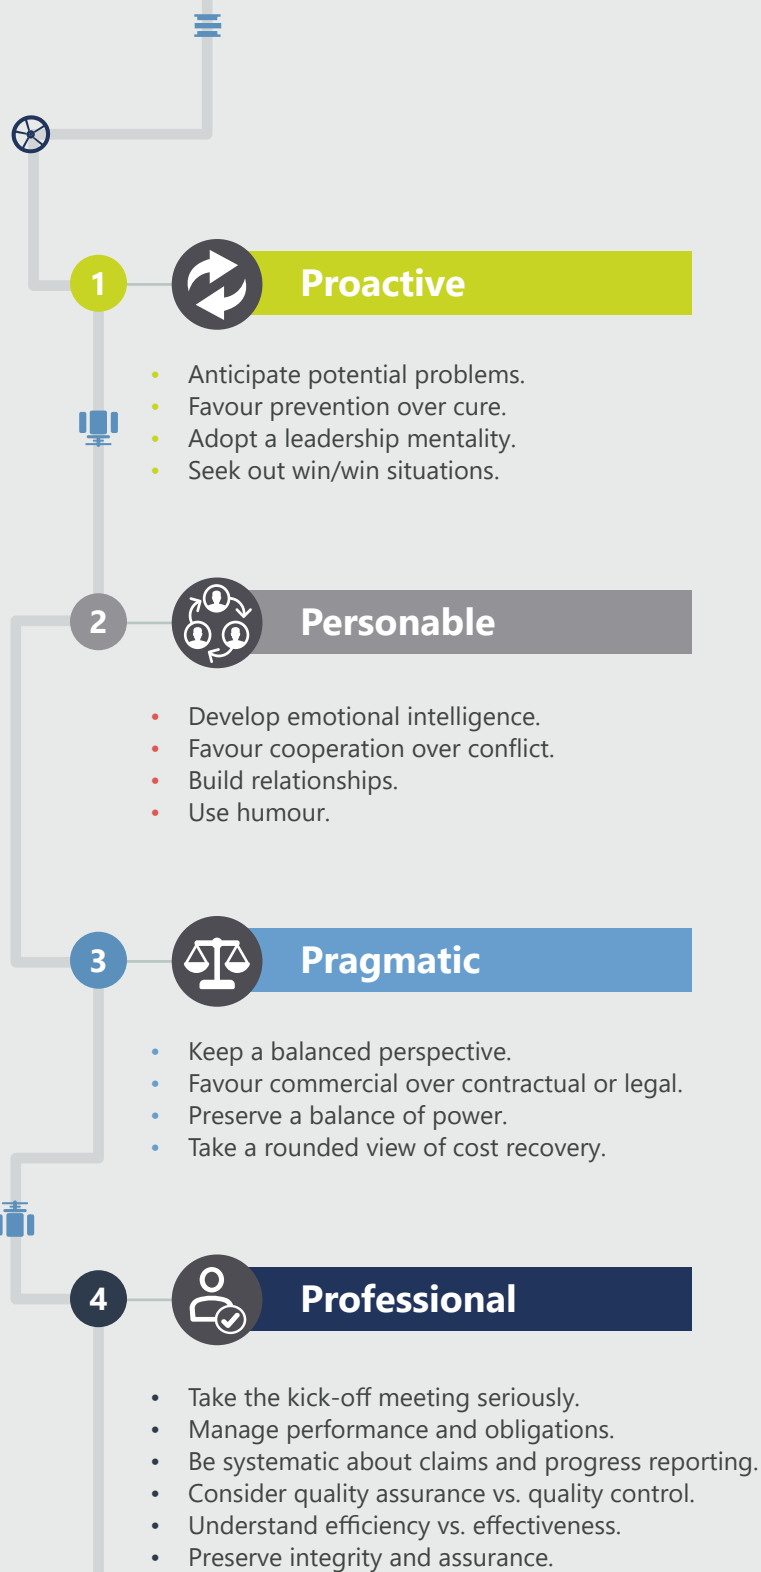 1
Proactive
• Anticipate potential problems.
• Favour prevention over cure.
• Adopt a leadership mentality.
• Seek out win/win situations.
2
Personable
• Develop emotional intelligence.
• Favour cooperation over conflict.
• Build relationships.
• Use humour.
3
Pragmatic
• Keep a balanced perspective.
• Favour commercial over contractual or legal.
• Preserve a balance of power.
• Take a rounded view of cost recovery.
4
Professional
• Take the kick-off meeting seriously.
• Manage performance and obligations.
• Be systematic about claims and progress reporting.
• Consider quality assurance vs. quality control.
• Understand efficiency vs. effectiveness.
• Preserve integrity and assurance.